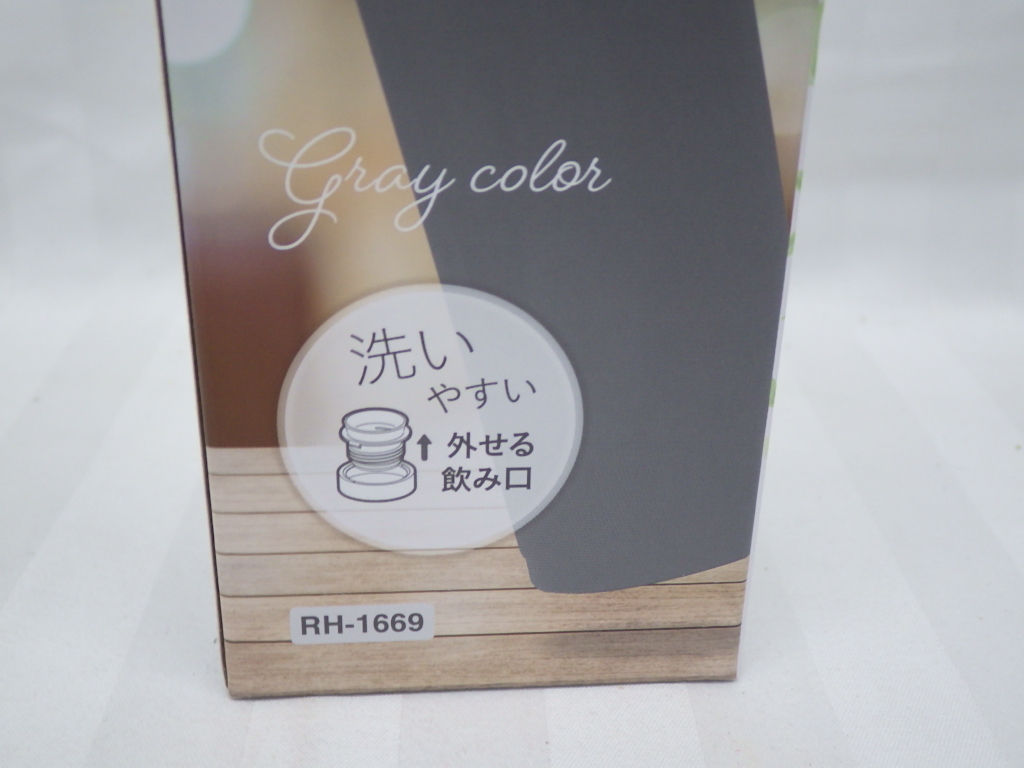 Gray color
洗い
やすい
外せる
飲み口
RH-1669